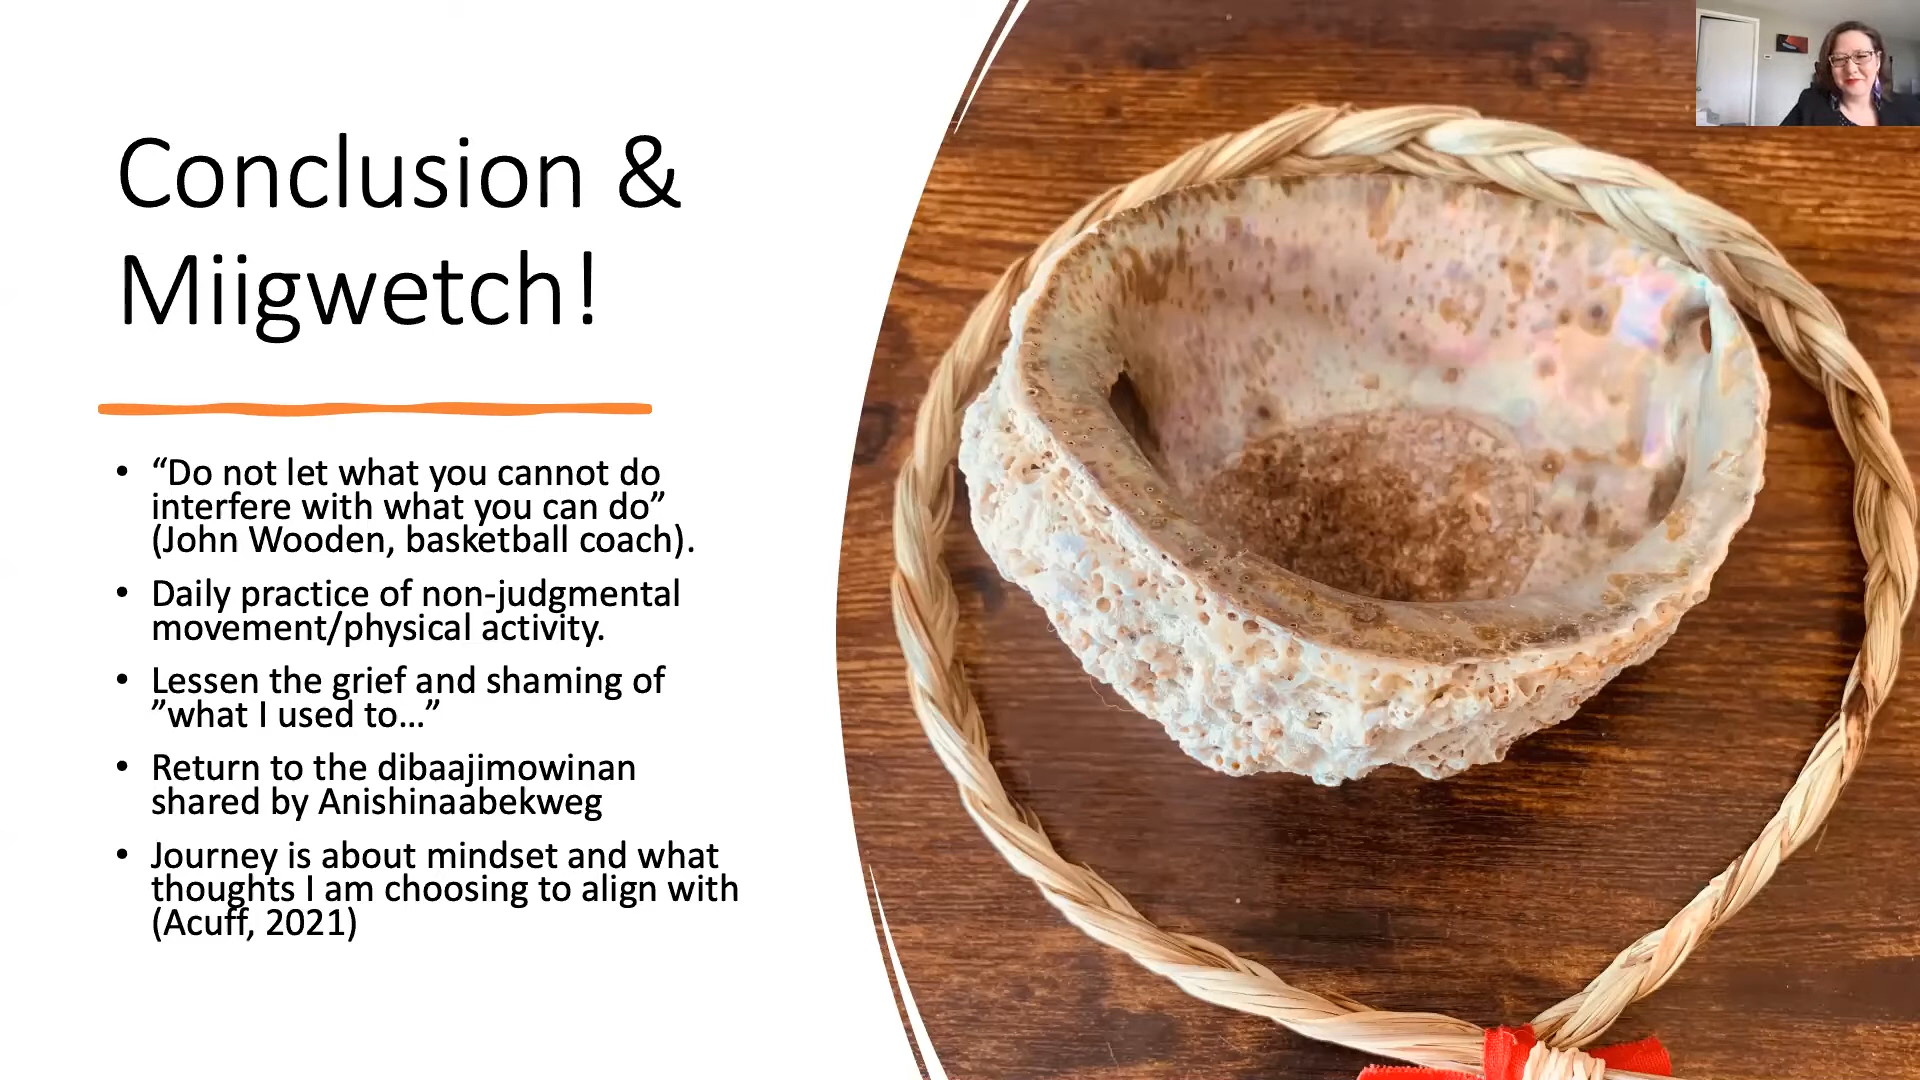 Conclusion &
Miigwetch!
• “Do not let what you cannot do
interfere with what you can do”
(John Wooden, basketball coach).
• Daily practice of non-judgmental
movement/physical activity.
• Lessen the grief and shaming of
”what I used to…”
• Return to the dibaajimowinan
shared by Anishinaabekweg
• Journey is about mindset and what
thoughts I am choosing to align with
(Acuff, 2021)